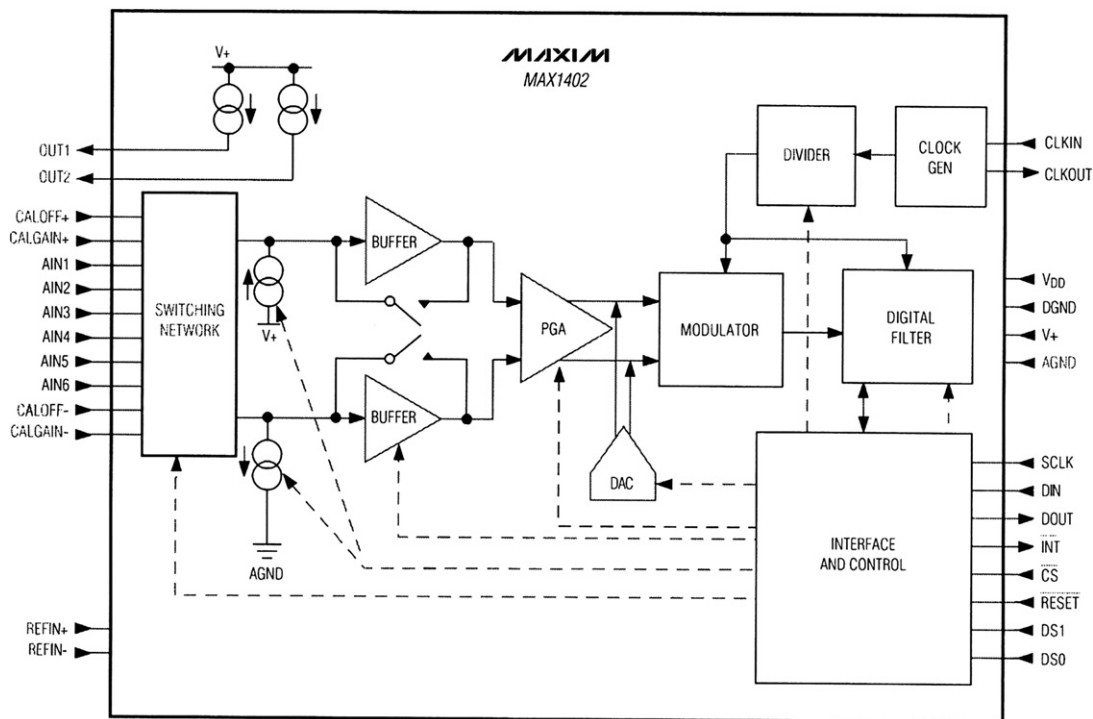 MAXIM
MAX1402
V+
OUT1
OUT2
CALOFF+
CALGAIN+
AIN1
AIN2
AIN3
AIN4
AIN5
AIN6
CALOFF-
CALGAIN-
SWITCHING
NETWORK
V+
AGND
BUFFER
BUFFER
PGA
DAC
MODULATOR
DIVIDER
CLOCK
GEN
DIGITAL
FILTER
INTERFACE
AND CONTROL
CLKIN
CLKOUT
VDD
DGND
V+
AGND
SCLK
DIN
DOUT
INT
CS
RESET
DS1
DS0
REFIN+
REFIN-